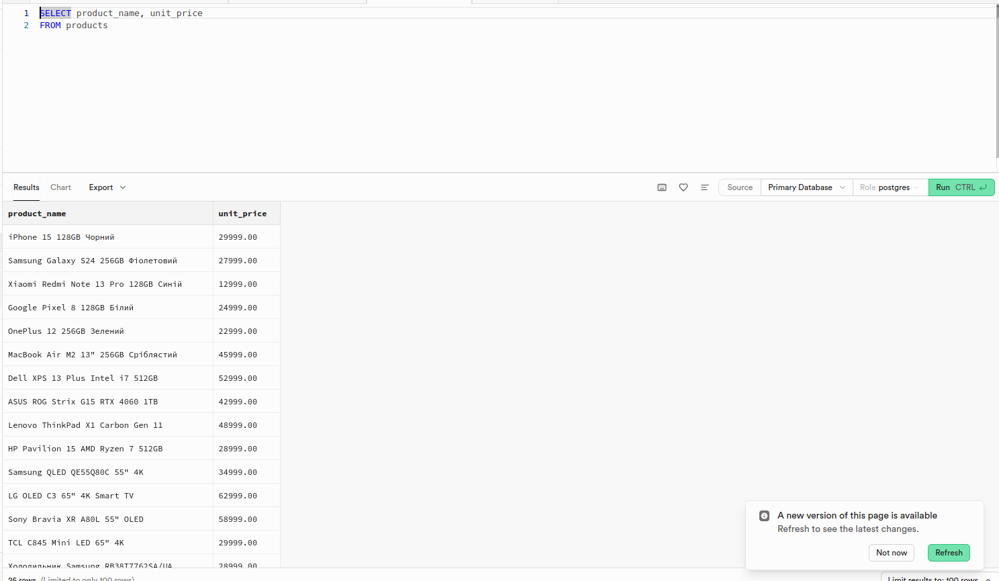 1 SELECT product_name, unit_price
2 FROM products
Results Chart Export Source Primary Database Role postgres Run CTRL
product_name unit_price
iPhone 15 128GB Чорний 29999.00
Samsung Galaxy S24 256GB Фіолетовий 27999.00
Xiaomi Redmi Note 13 Pro 128GB Синій 12999.00
Google Pixel 8 128GB Білий 24999.00
OnePlus 12 256GB Зелений 22999.00
MacBook Air M2 13" 256GB Сріблястий 45999.00
Dell XPS 13 Plus Intel i7 512GB 52999.00
ASUS ROG Strix G15 RTX 4060 1TB 42999.00
Lenovo ThinkPad X1 Carbon Gen 11 48999.00
HP Pavilion 15 AMD Ryzen 7 512GB 28999.00
Samsung QLED QE55Q80C 55" 4K 34999.00
LG OLED C3 65" 4K Smart TV 62999.00
Sony Bravia XR A80L 55" OLED 58999.00
TCL C845 Mini LED 65" 4K 29999.00
Холодильник Samsung RB38T7762SA/UA 28999.00
A new version of this page is available
Refresh to see the latest changes.
Not now Refresh
25 rows (Limited to only 100 rows) Limit results to: 100 rows